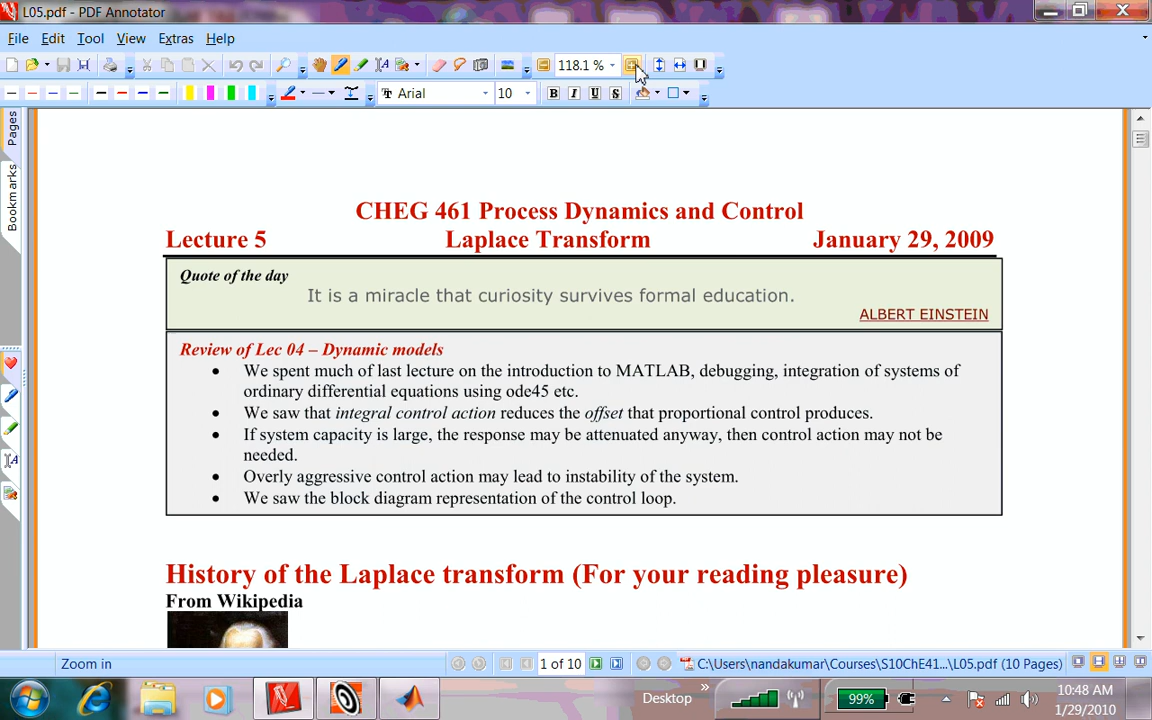 L05.pdf - PDF Annotator
File Edit Tool View Extras Help
118.1 %
Arial 10 B I U S
Pages
Bookmarks
CHEG 461 Process Dynamics and Control
Lecture 5 Laplace Transform January 29, 2009
Quote of the day
It is a miracle that curiosity survives formal education.
ALBERT EINSTEIN
Review of Lec 04 – Dynamic models
• We spent much of last lecture on the introduction to MATLAB, debugging, integration of systems of
ordinary differential equations using ode45 etc.
• We saw that integral control action reduces the offset that proportional control produces.
• If system capacity is large, the response may be attenuated anyway, then control action may not be
needed.
• Overly aggressive control action may lead to instability of the system.
• We saw the block diagram representation of the control loop.
History of the Laplace transform (For your reading pleasure)
From Wikipedia
Zoom in 1 of 10 C:\Users\nandakumar\Courses\S10ChE41...\L05.pdf (10 Pages)
Desktop » 99% 10:48 AM
1/29/2010